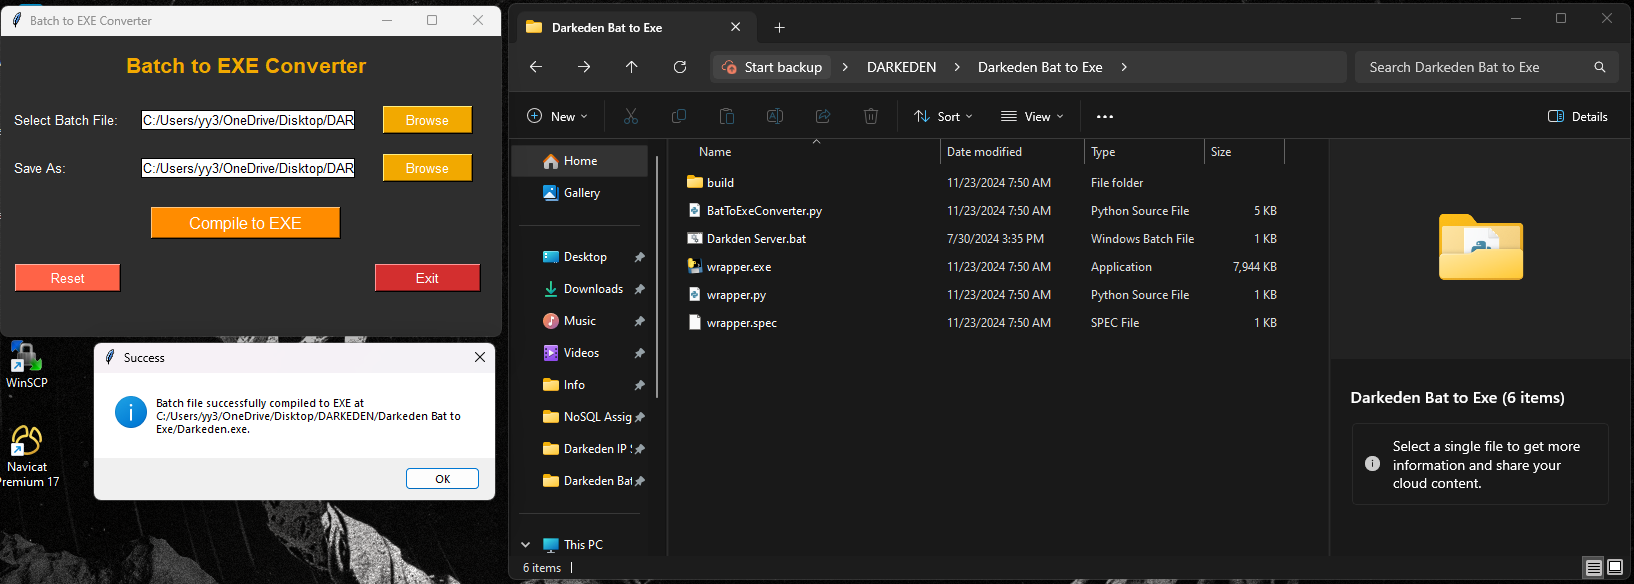 Batch to EXE Converter
Batch to EXE Converter
Select Batch File:
C:/Users/yy3/OneDrive/Disktop/DAR
Browse
Save As:
C:/Users/yy3/OneDrive/Disktop/DAR
Browse
Compile to EXE
Reset
Exit
WinSCP
Navicat
Premium 17
Success
Batch file successfully compiled to EXE at
C:/Users/yy3/OneDrive/Disktop/DARKEDEN/Darkeden Bat to
Exe/Darkeden.exe.
OK
Darkeden Bat to Exe
Start backup
DARKEDEN
Darkeden Bat to Exe
Search Darkeden Bat to Exe
New
Sort
View
Details
Home
Gallery
Desktop
Downloads
Music
Videos
Info
NoSQL Assig
Darkeden IP
Darkeden Bat
This PC
Name Date modified Type Size
build 11/23/2024 7:50 AM File folder
BatToExeConverter.py 11/23/2024 7:50 AM Python Source File 5 KB
Darkden Server.bat 7/30/2024 3:35 PM Windows Batch File 1 KB
wrapper.exe 11/23/2024 7:50 AM Application 7,944 KB
wrapper.py 11/23/2024 7:50 AM Python Source File 1 KB
wrapper.spec 11/23/2024 7:50 AM SPEC File 1 KB
Darkeden Bat to Exe (6 items)
Select a single file to get more
information and share your
cloud content.
6 items